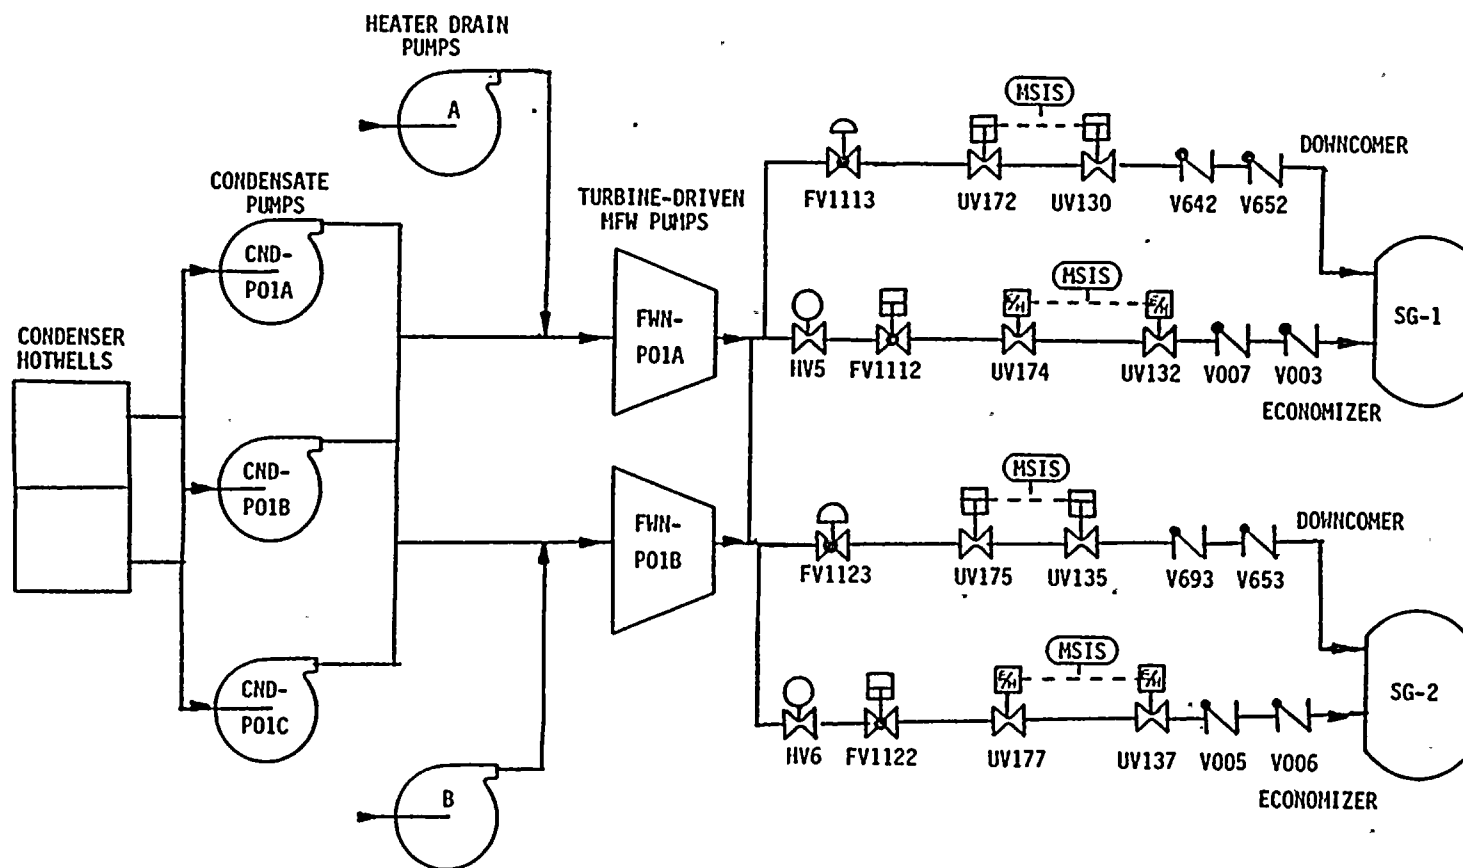 HEATER DRAIN
PUMPS
A
MSIS
DOWNCOMER
FV1113
UV172
UV130
V642
V652
CONDENSATE
PUMPS
TURBINE-DRIVEN
MFW PUMPS
CND-
P01A
MSIS
E/H
E/H
SG-1
CONDENSER
HOTWELLS
FWN-
P01A
HV5
FV1112
UV174
UV132
V007
V003
ECONOMIZER
CND-
P01B
MSIS
DOWNCOMER
FWN-
P01B
FV1123
UV175
UV135
V693
V653
CND-
P01C
MSIS
E/H
E/H
SG-2
HV6
FV1122
UV177
UV137
V005
V006
ECONOMIZER
B